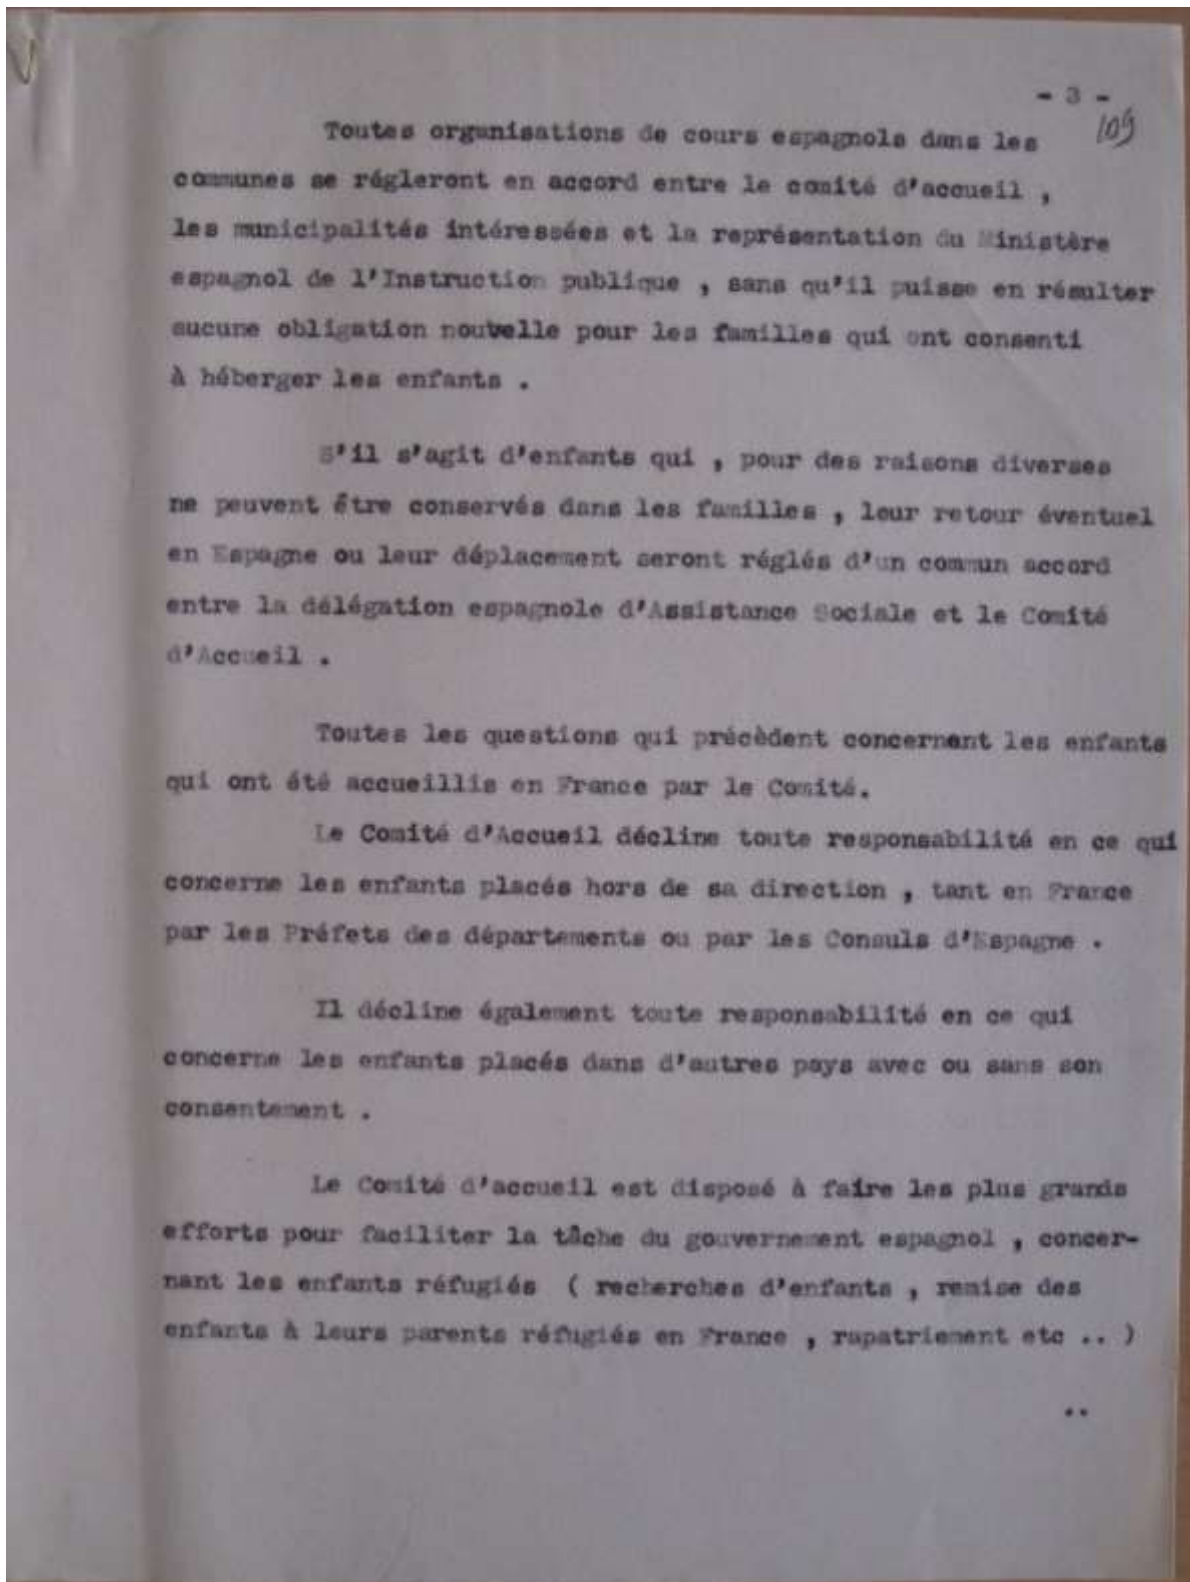 - 3 -
109
Toutes organisations de cours espagnols dans les
communes se régleront en accord entre le comité d'accueil ,
les municipalités intéressées et la représentation du Ministère
espagnol de l'Instruction publique , sans qu'il puisse en résulter
aucune obligation nouvelle pour les familles qui ont consenti
à héberger les enfants .
S'il s'agit d'enfants qui , pour des raisons diverses
ne peuvent être conservés dans les familles , leur retour éventuel
en Espagne ou leur déplacement seront réglés d'un commun accord
entre la délégation espagnole d'Assistance Sociale et le Comité
d'Accueil .
Toutes les questions qui précèdent concernent les enfants
qui ont été accueillis en France par le Comité.
Le Comité d'Accueil décline toute responsabilité en ce qui
concerne les enfants placés hors de sa direction , tant en France
par les Préfets des départements ou par les Consuls d'Espagne .
Il décline également toute responsabilité en ce qui
concerne les enfants placés dans d'autres pays avec ou sans son
consentement .
Le Comité d'accueil est disposé à faire les plus grands
efforts pour faciliter la tâche du gouvernement espagnol , concer-
nant les enfants réfugiés ( recherches d'enfants , remise des
enfants à leurs parents réfugiés en France , rapatriement etc .. )
..